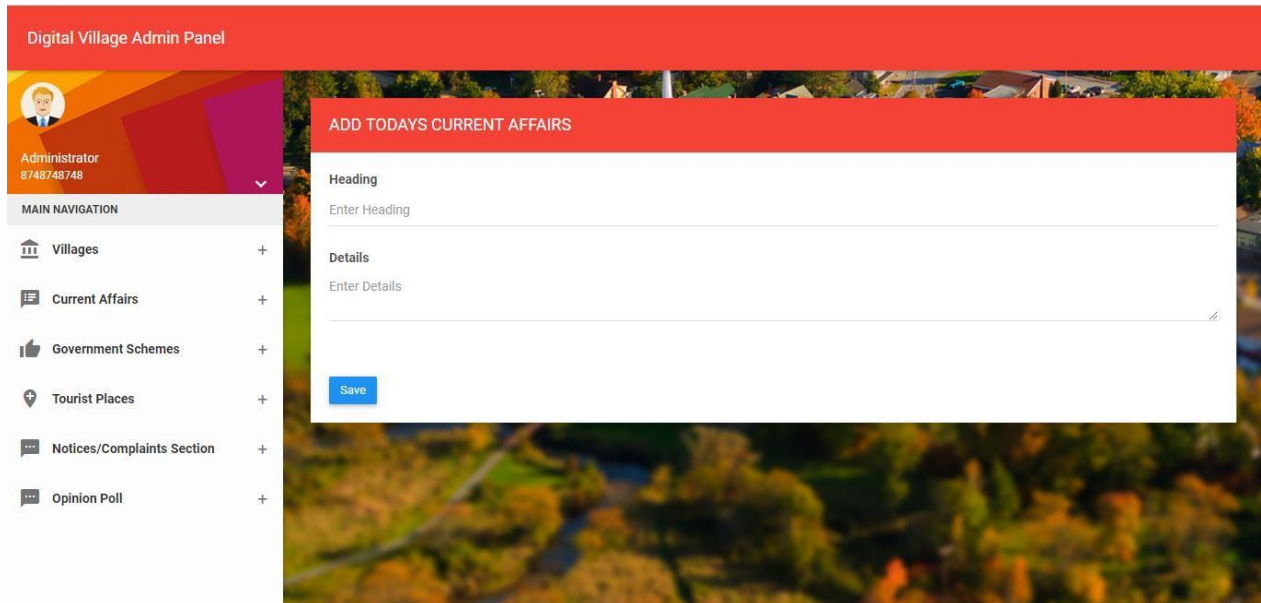 Digital Village Admin Panel
Administrator
8748748748
MAIN NAVIGATION
Villages
+
Current Affairs
+
Government Schemes
+
Tourist Places
+
Notices/Complaints Section
+
Opinion Poll
+
ADD TODAYS CURRENT AFFAIRS
Heading
Enter Heading
Details
Enter Details
Save